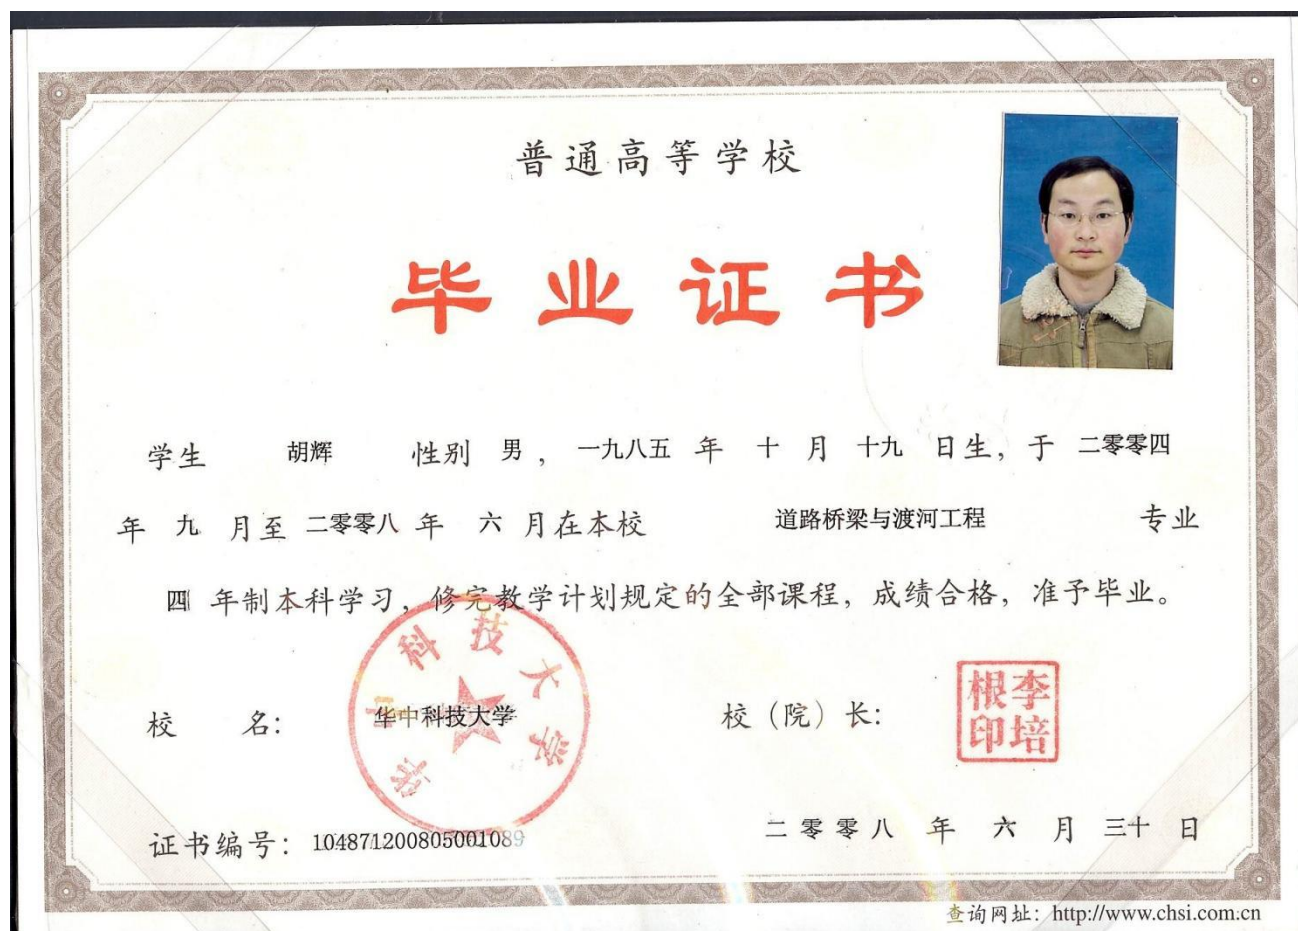 普通高等学校
毕业证书
学生 胡辉 性别 男 ，一九八五 年 十 月 十九 日生，于 二零零四
年 九 月至 二零零八 年 六 月在本校 道路桥梁与渡河工程 专业
四 年制本科学习，修完教学计划规定的全部课程，成绩合格，准予毕业。
华中科技大学
校 名： 华中科技大学 校（院）长： 李培根印
证书编号：104871200805001089 二零零八 年 六 月 三十 日
查询网址：http://www.chsi.com.cn